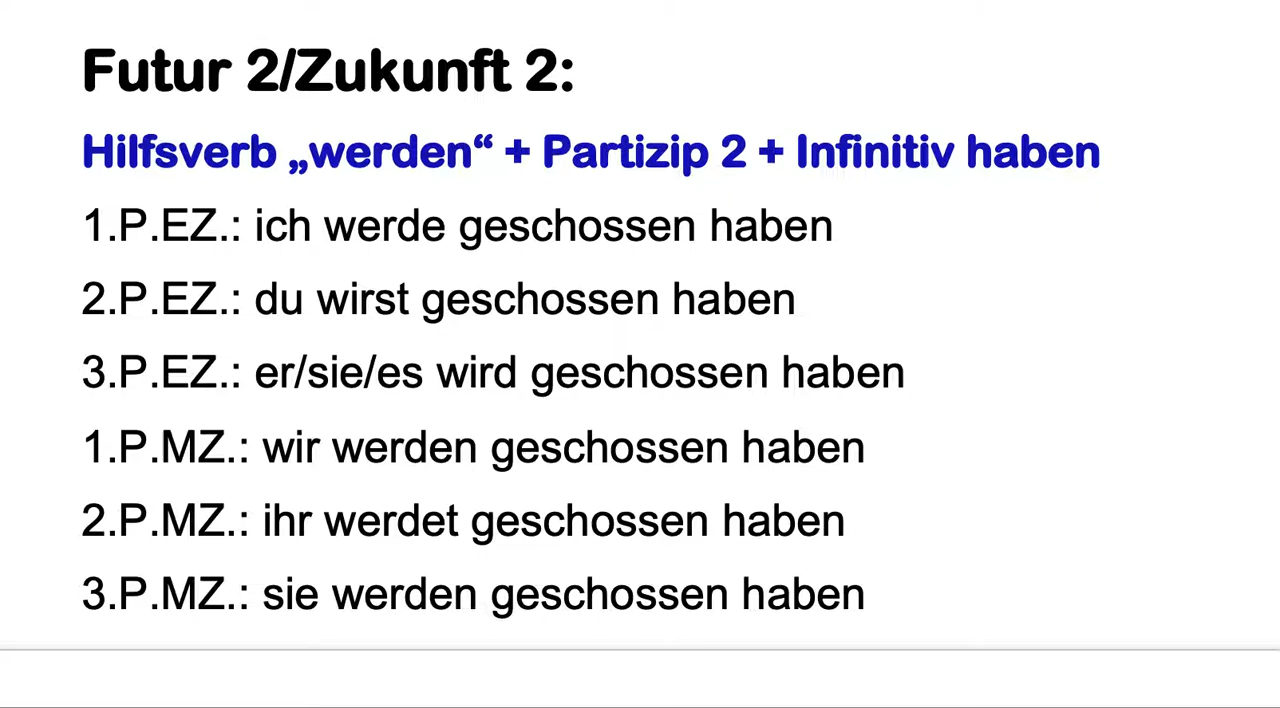 Futur 2/Zukunft 2:
Hilfsverb „werden“ + Partizip 2 + Infinitiv haben
1.P.EZ.: ich werde geschossen haben
2.P.EZ.: du wirst geschossen haben
3.P.EZ.: er/sie/es wird geschossen haben
1.P.MZ.: wir werden geschossen haben
2.P.MZ.: ihr werdet geschossen haben
3.P.MZ.: sie werden geschossen haben